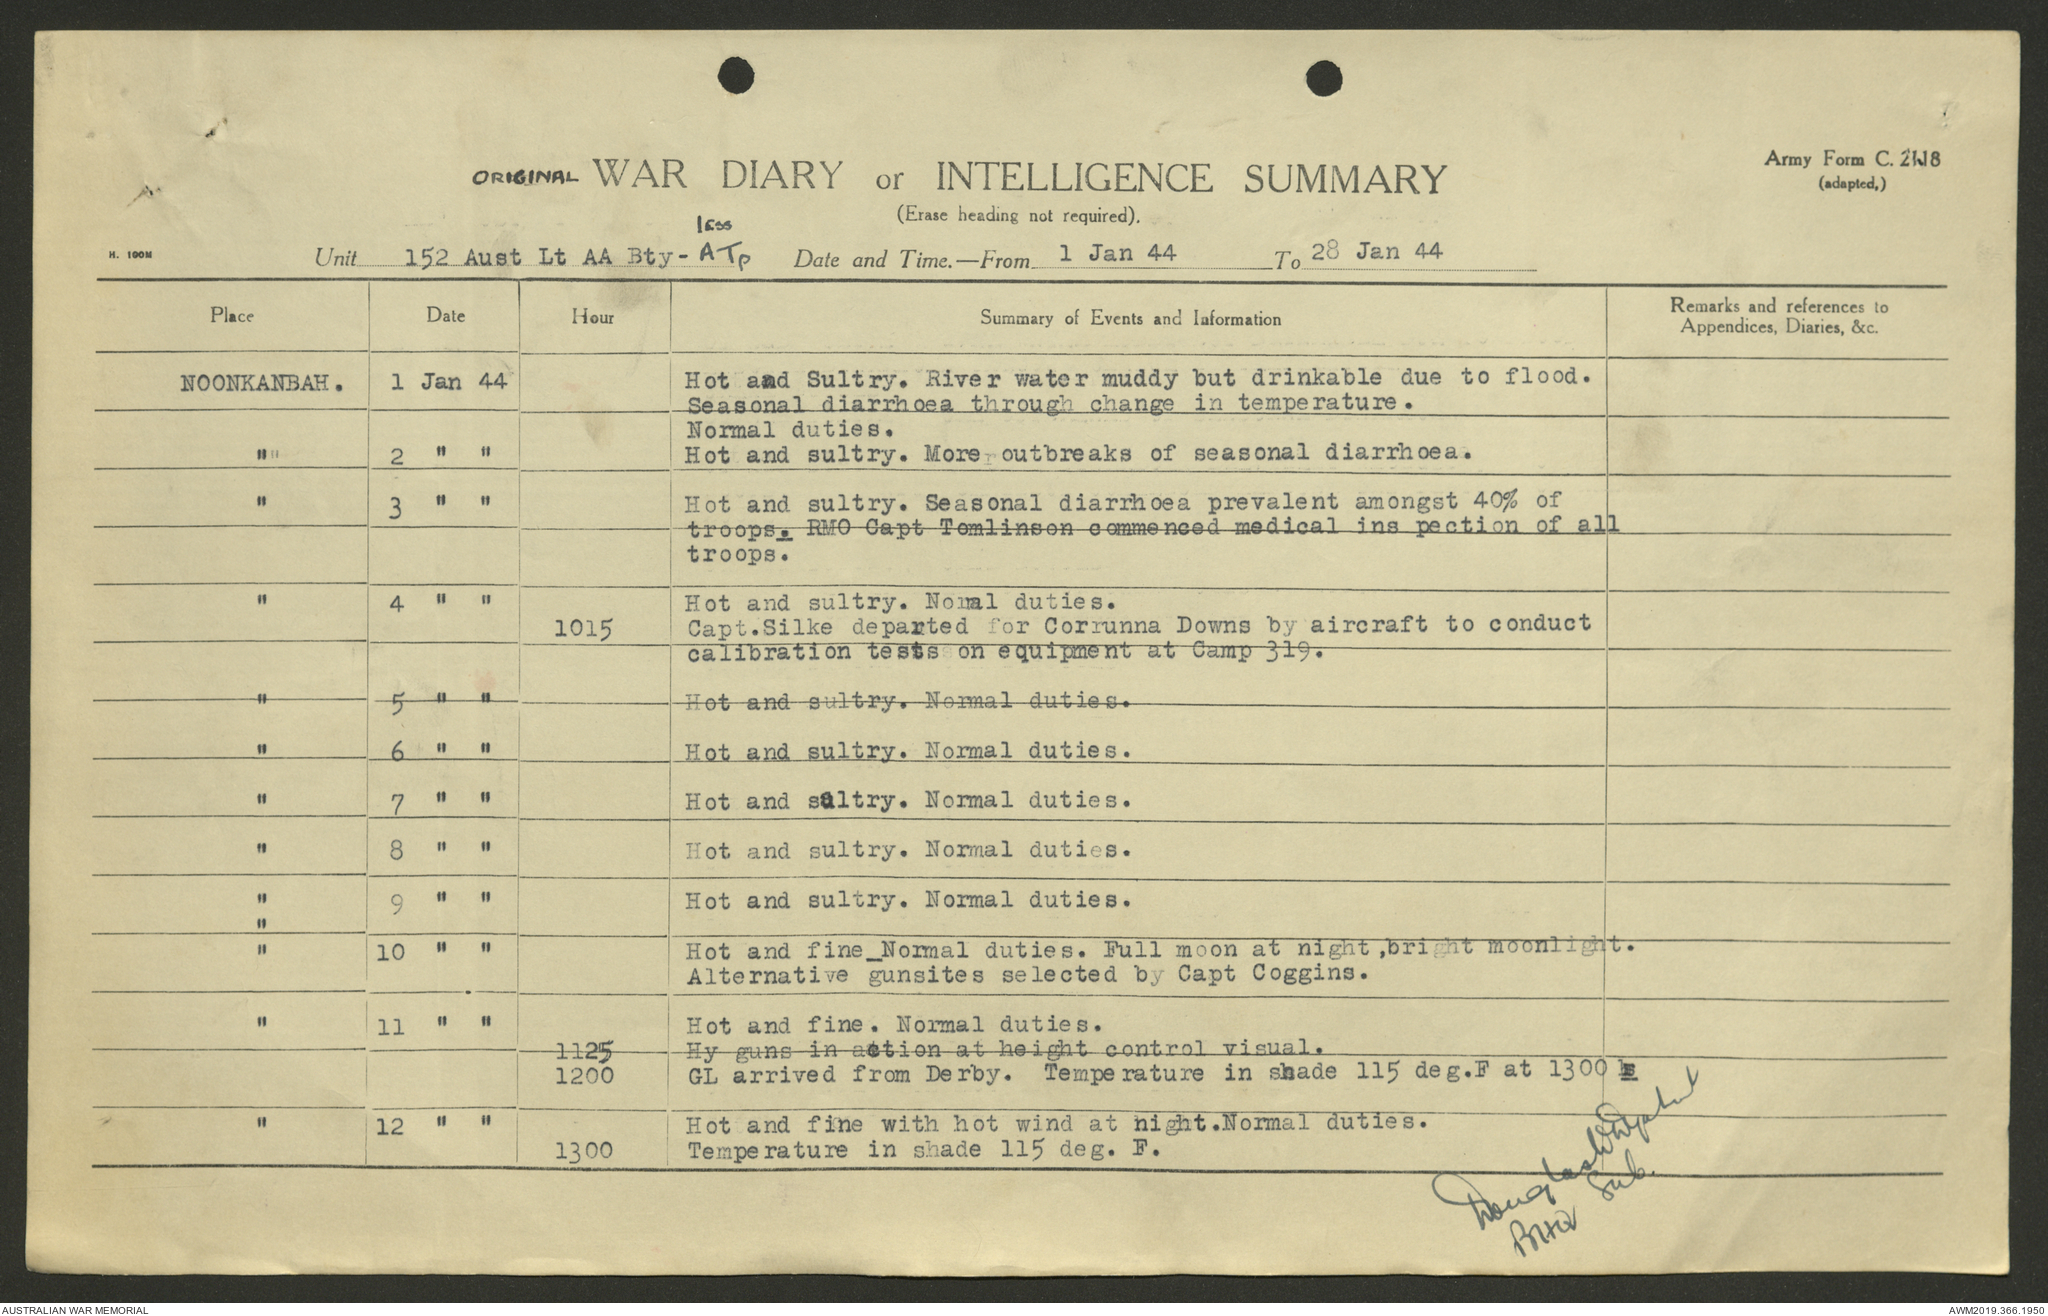 Army Form C. 2118
(adapted,)
ORIGINAL WAR DIARY or INTELLIGENCE SUMMARY
(Erase heading not required).
less
H. 100M Unit 152 Aust Lt AA Bty - A Tp Date and Time.—From 1 Jan 44 To 28 Jan 44
Place Date Hour Summary of Events and Information Remarks and references to
Appendices, Diaries, &c.
NOONKANBAH. 1 Jan 44 Hot and Sultry. River water muddy but drinkable due to flood.
Seasonal diarrhoea through change in temperature.
Normal duties.
" 2 " " Hot and sultry. More outbreaks of seasonal diarrhoea.
" 3 " " Hot and sultry. Seasonal diarrhoea prevalent amongst 40% of
troops. RMO Capt Tomlinson commenced medical ins pection of all
troops.
" 4 " " Hot and sultry. Nomal duties.
1015 Capt.Silke departed for Corrunna Downs by aircraft to conduct
calibration tests on equipment at Camp 319.
" 5 " " Hot and sultry. Normal duties.
" 6 " " Hot and sultry. Normal duties.
" 7 " " Hot and sultry. Normal duties.
" 8 " " Hot and sultry. Normal duties.
" 9 " " Hot and sultry. Normal duties.
"
" 10 " " Hot and fine_Normal duties. Full moon at night,bright moonlight.
Alternative gunsites selected by Capt Coggins.
" 11 " " Hot and fine. Normal duties.
1125 Hy guns in action at height control visual.
1200 GL arrived from Derby. Temperature in shade 115 deg.F at 1300
" 12 " " Hot and fine with hot wind at night.Normal duties.
1300 Temperature in shade 115 deg. F.
Douglas
AUSTRALIAN WAR MEMORIAL AWM2019.366.1950